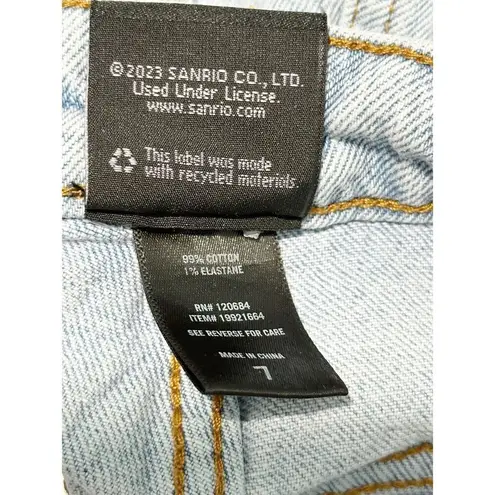 ©2023 SANRIO CO., LTD.
Used Under License.
www.sanrio.com
This label was made
with recycled materials.
99% COTTON
1% ELASTANE
RN# 120684
ITEM# 19921664
SEE REVERSE FOR CARE
MADE IN CHINA
L